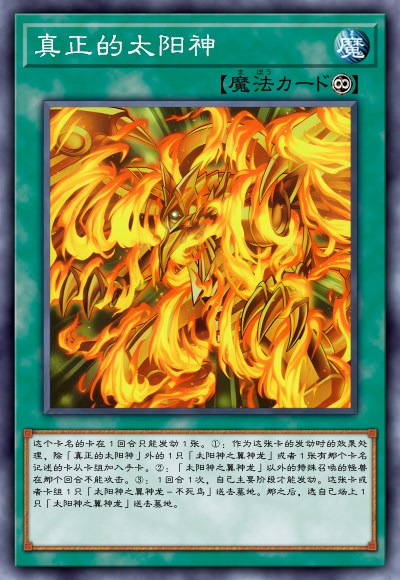 真正的太阳神
魔
【魔法カード】
まほう
这个卡名的卡在1回合只能发动1张。①：作为这张卡的发动时的效果处
理，除「真正的太阳神」外的1只「太阳神之翼神龙」或者1张有那个卡名
记述的卡从卡组加入手卡。②：「太阳神之翼神龙」以外的特殊召唤的怪兽
在那个回合不能攻击。③：1回合1次，自己主要阶段才能发动。这张卡或
者卡组1只「太阳神之翼神龙－不死鸟」送去墓地。那之后，选自己场上1
只「太阳神之翼神龙」送去墓地。